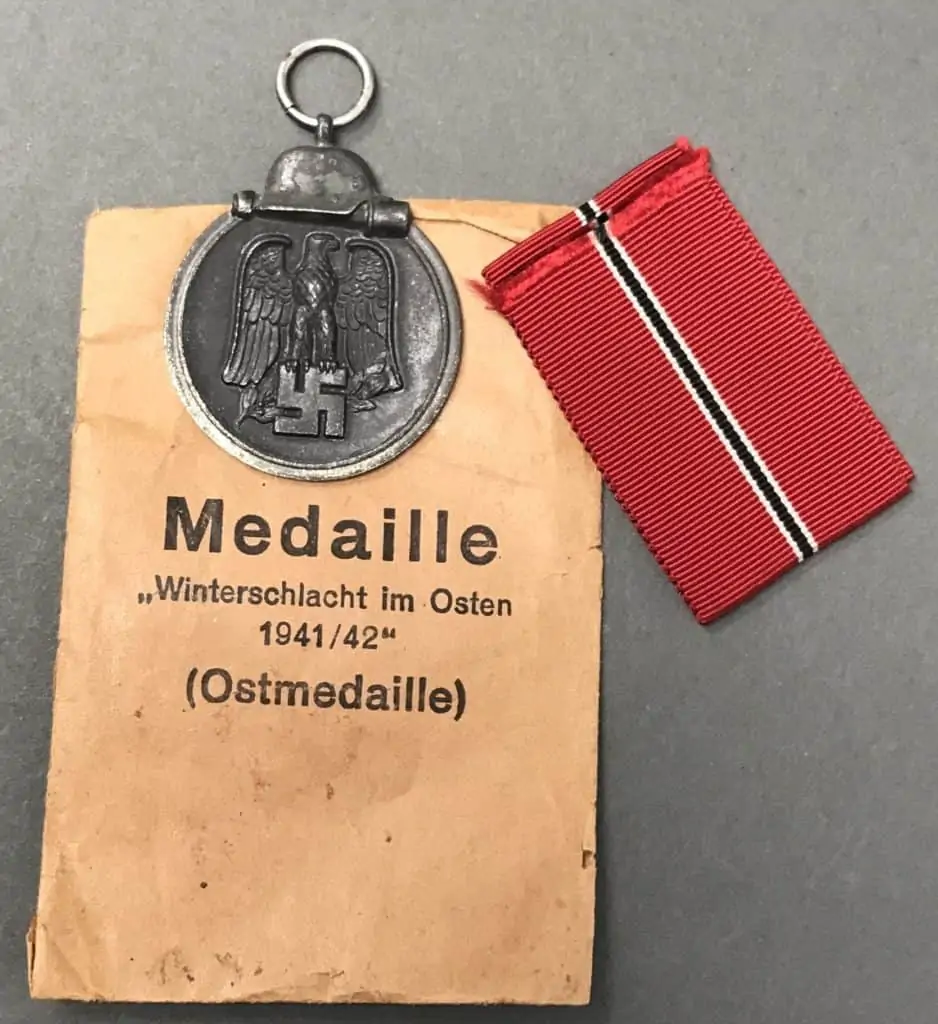 Medaille
„Winterschlacht im Osten
1941/42“
(Ostmedaille)